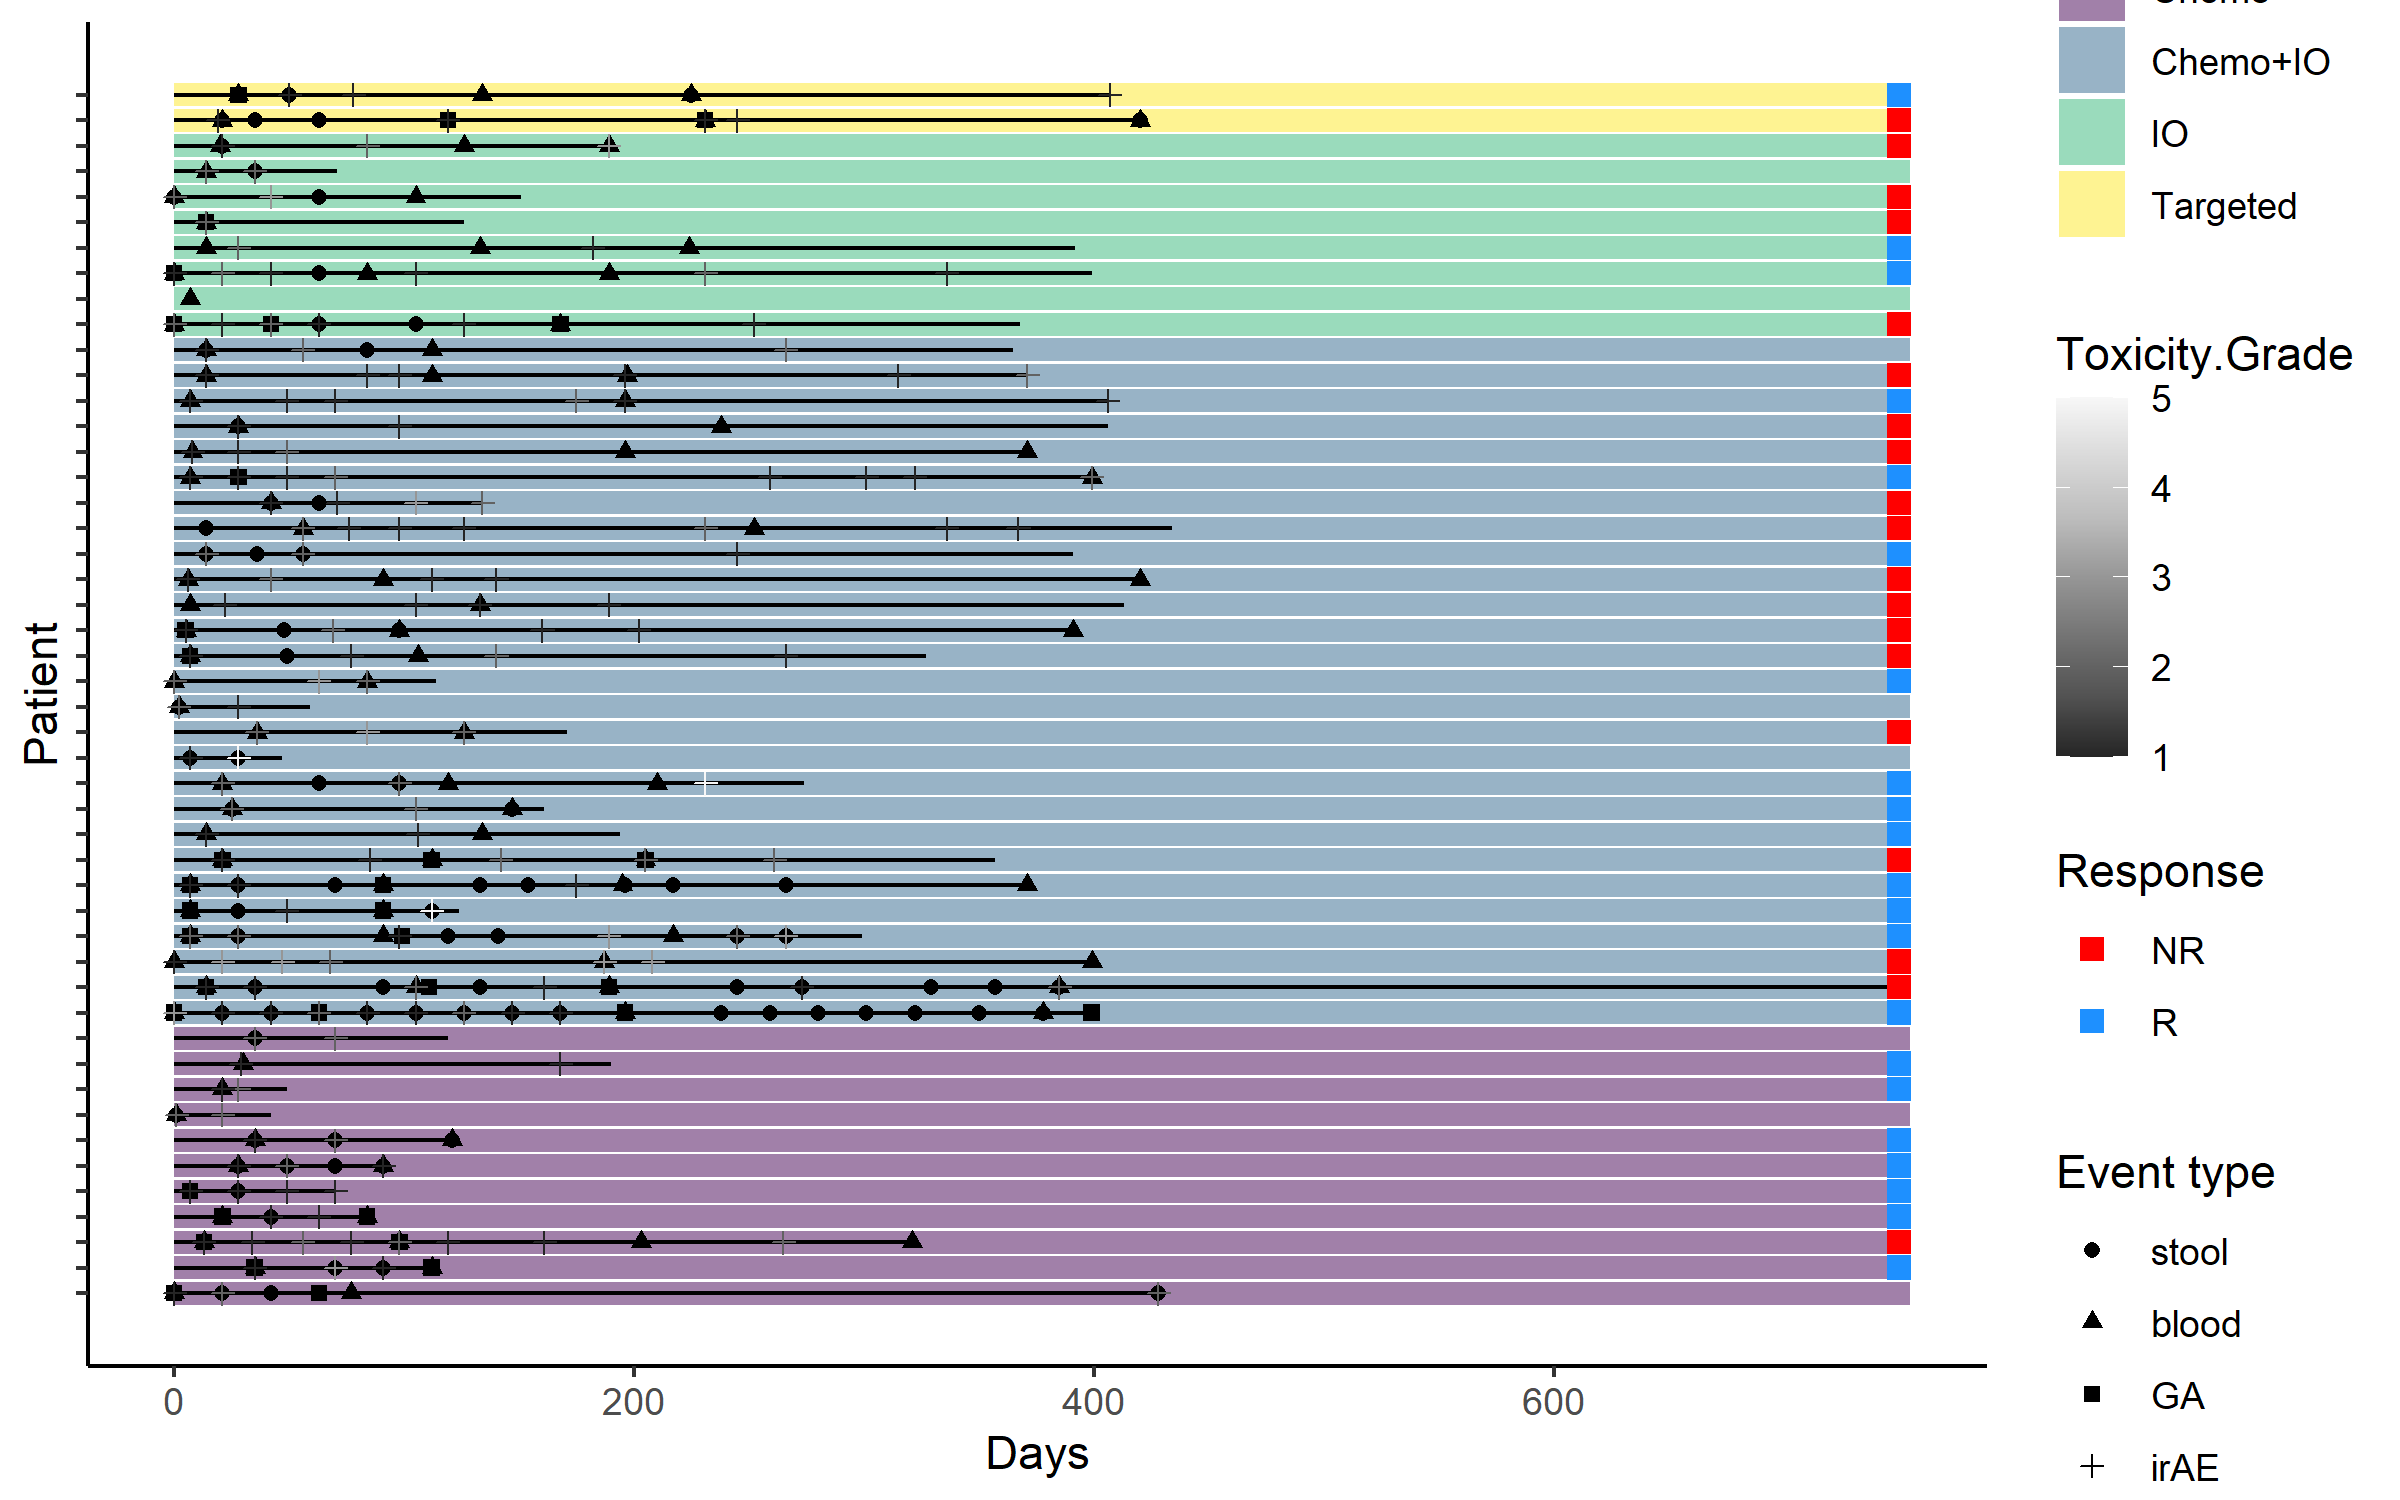 Chemo
Chemo+IO
IO
Targeted
Toxicity.Grade
5
4
3
2
1
Response
NR
R
Event type
stool
blood
GA
irAE
Patient
0
200
400
600
Days